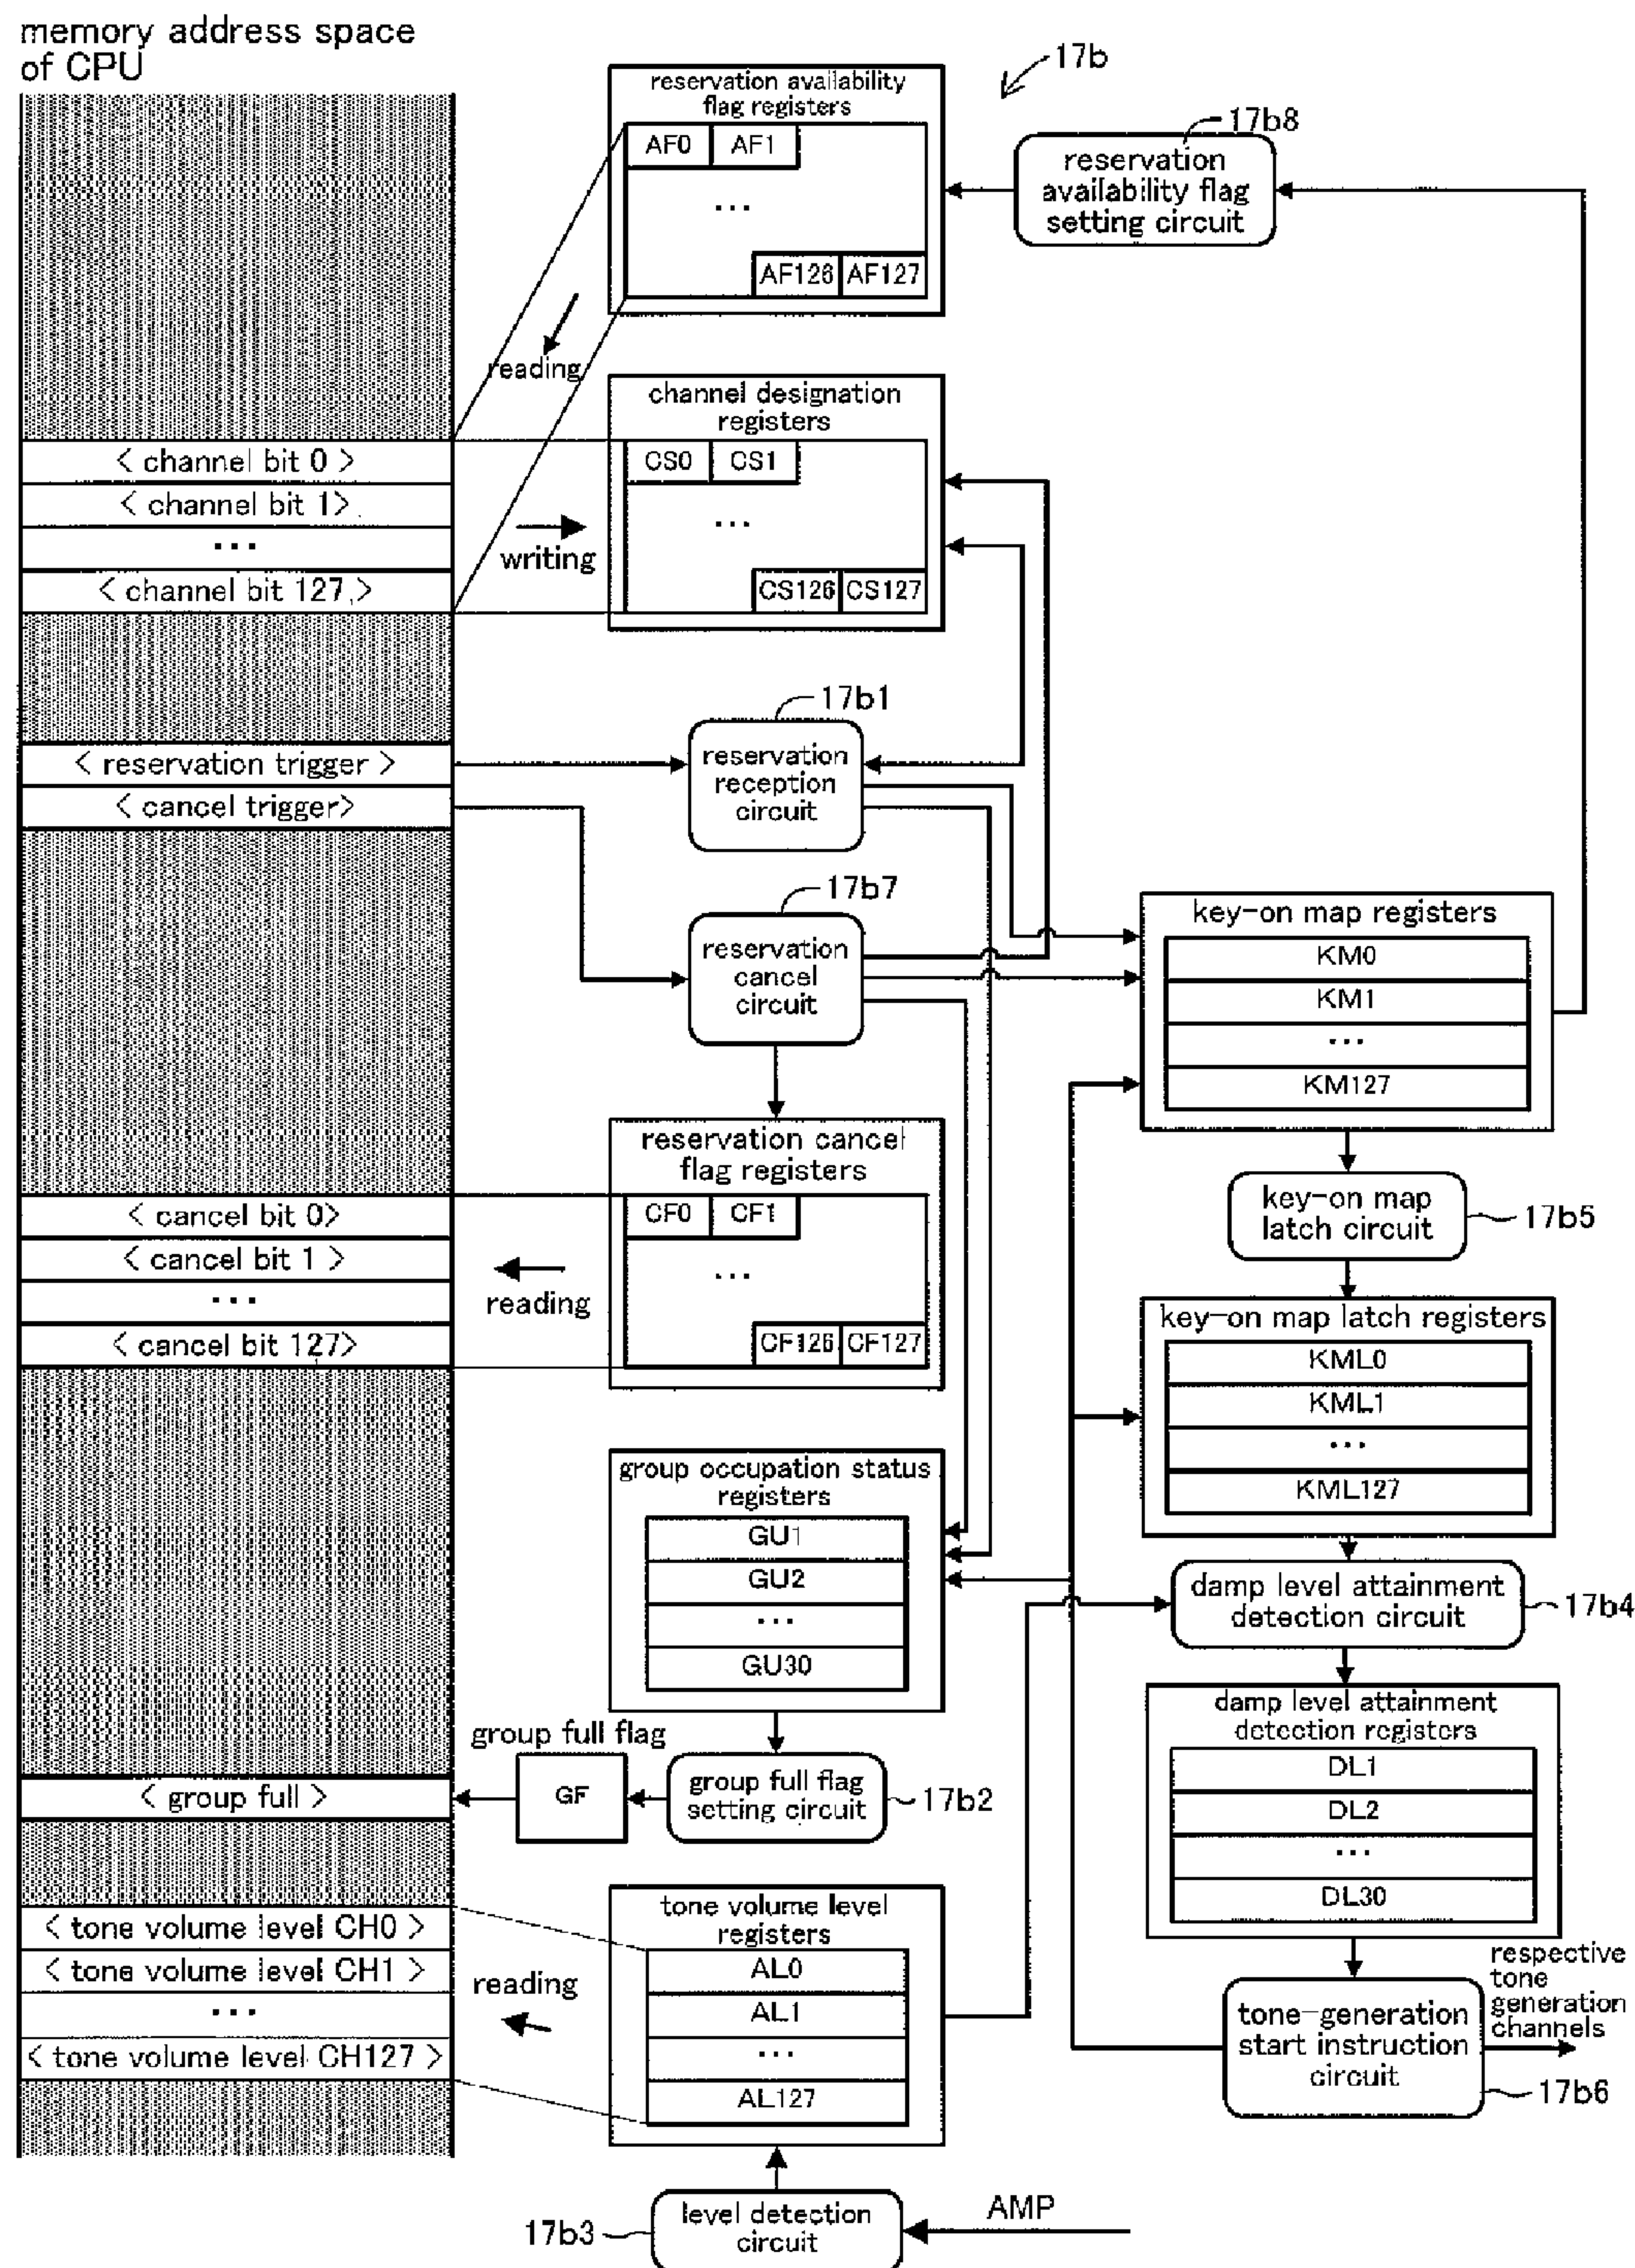 memory address space
of CPU
17b
reservation availability
flag registers
AF0 AF1
...
AF126 AF127
17b8
reservation
availability flag
setting circuit
reading
channel designation
registers
CS0 CS1
...
CS126 CS127
< channel bit 0 >
< channel bit 1>
...
< channel bit 127 >
writing
17b1
reservation
reception
circuit
< reservation trigger >
< cancel trigger>
17b7
reservation
cancel
circuit
key-on map registers
KM0
KM1
...
KM127
reservation cancel
flag registers
CF0 CF1
...
CF126 CF127
< cancel bit 0>
< cancel bit 1 >
...
< cancel bit 127>
reading
key-on map
latch circuit
17b5
key-on map latch registers
KML0
KML1
...
KML127
group occupation status
registers
GU1
GU2
...
GU30
damp level attainment
detection circuit
17b4
damp level attainment
detection registers
DL1
DL2
...
DL30
group full flag
GF
group full flag
setting circuit
17b2
< group full >
tone volume level
registers
AL0
AL1
...
AL127
< tone volume level CH0 >
< tone volume level CH1 >
...
< tone volume level CH127 >
reading
tone-generation
start instruction
circuit
respective
tone
generation
channels
17b6
17b3
level detection
circuit
AMP